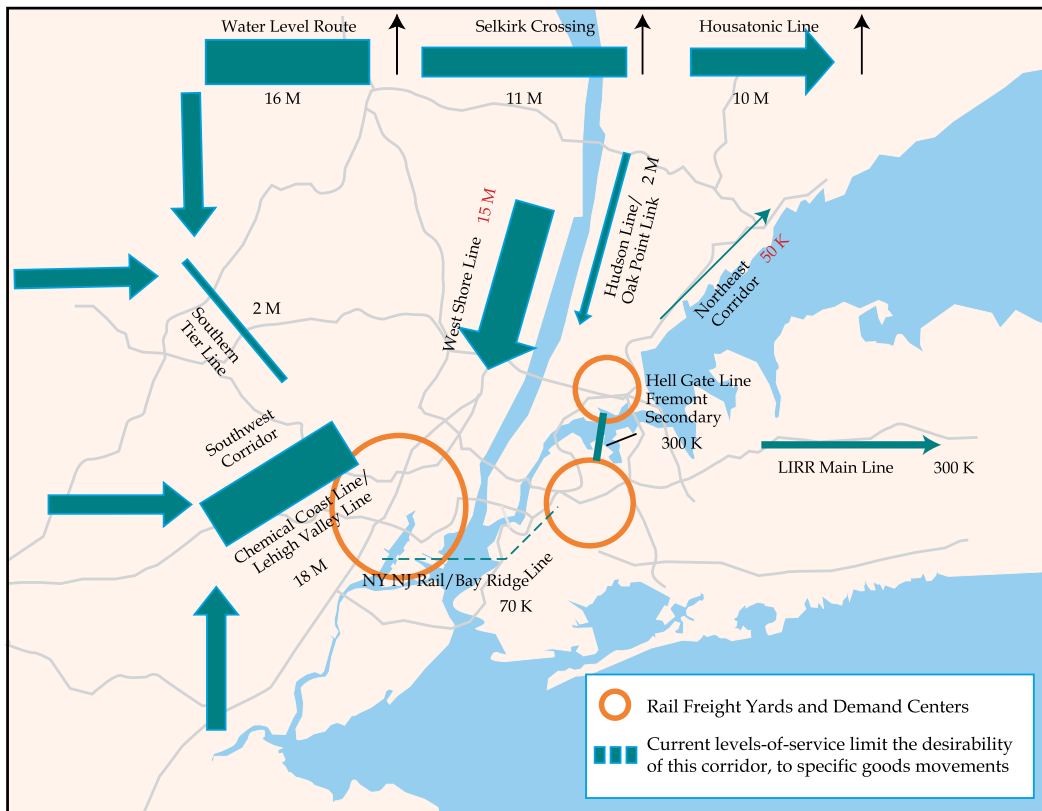 Water Level Route
Selkirk Crossing
Housatonic Line
16 M
11 M
10 M
West Shore Line 15 M
Hudson Line/
Oak Point Link
2 M
Northeast
Corridor
50 K
Southern
Tier Line
2 M
Hell Gate Line
Fremont
Secondary
300 K
Southwest
Corridor
Chemical Coast Line/
Lehigh Valley Line
18 M
LIRR Main Line
300 K
NY NJ Rail/Bay Ridge Line
70 K
Rail Freight Yards and Demand Centers
Current levels-of-service limit the desirability
of this corridor, to specific goods movements